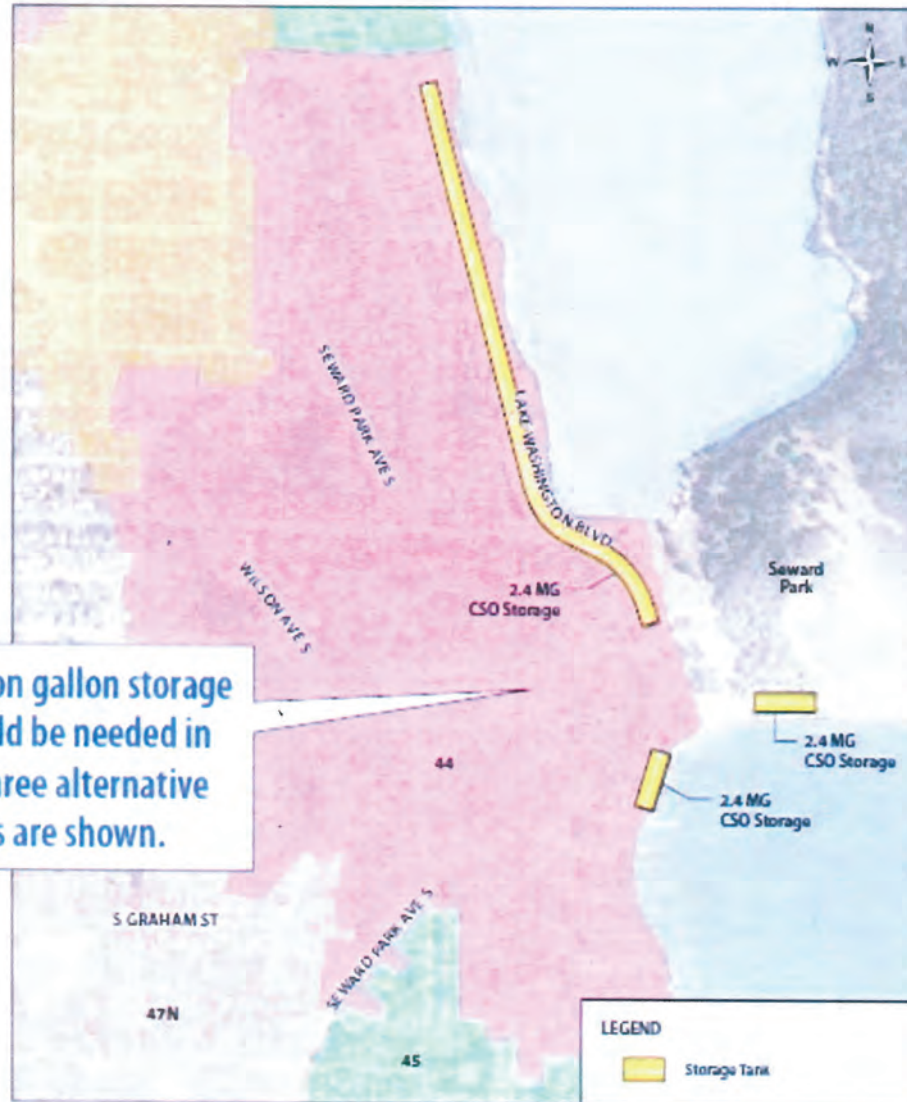 N
W
E
S
SEWARD PARK AVE S
LAKE WASHINGTON BLVD
WILSON AVE S
2.4 MG
CSO Storage
Seward
Park
on gallon storage
ld be needed in
ree alternative
s are shown.
44
2.4 MG
CSO Storage
2.4 MG
CSO Storage
S GRAHAM ST
SEWARD PARK AVE S
47N
45
LEGEND
Storage Tank